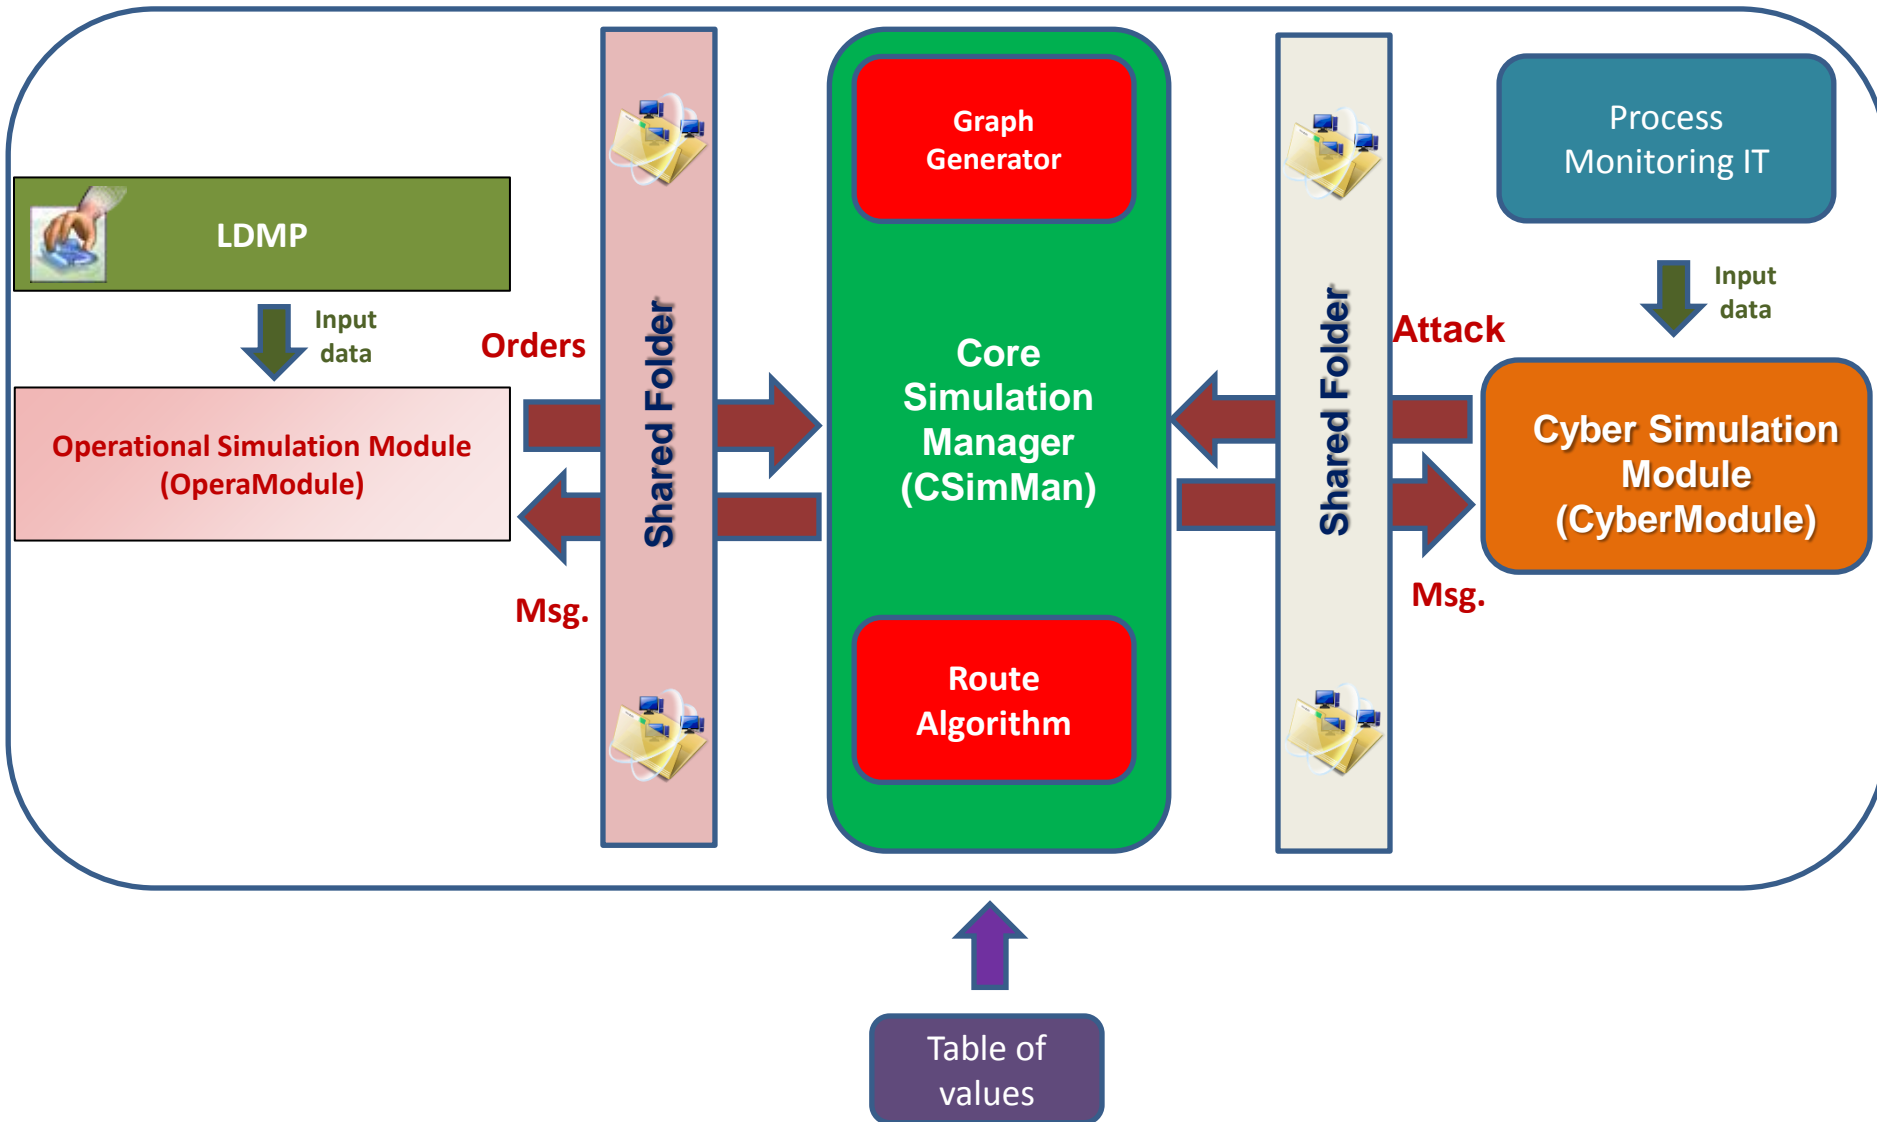 LDMP
Input
data
Operational Simulation Module
(OperaModule)
Orders
Msg.
Shared Folder
Graph
Generator
Core
Simulation
Manager
(CSimMan)
Route
Algorithm
Shared Folder
Attack
Msg.
Process
Monitoring IT
Input
data
Cyber Simulation
Module
(CyberModule)
Table of
values